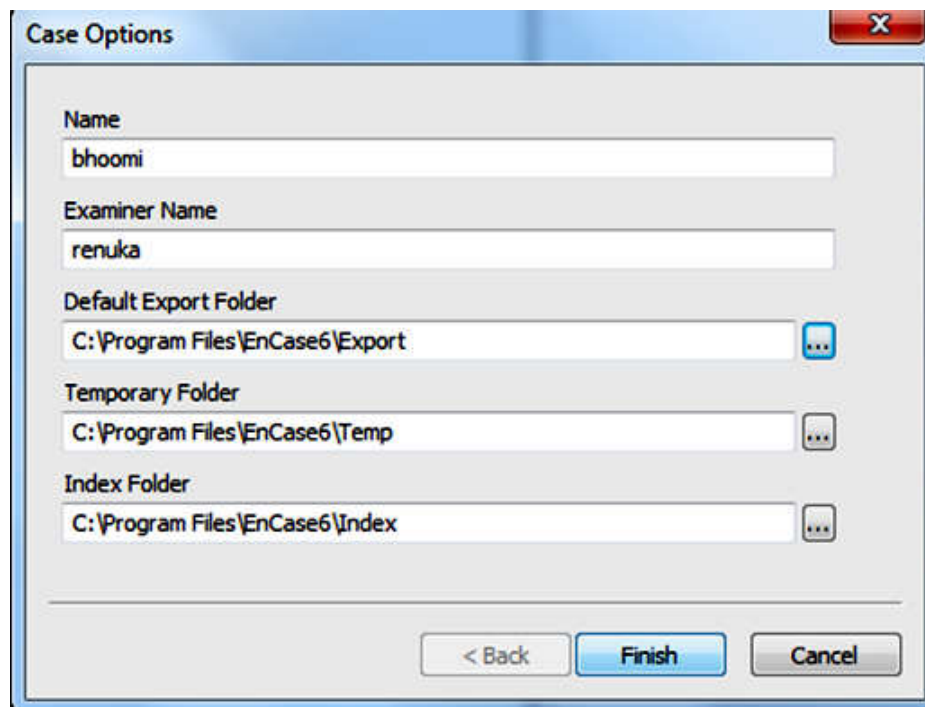 Case Options
Name
bhoomi
Examiner Name
renuka
Default Export Folder
C:\Program Files\EnCase6\Export
...
Temporary Folder
C:\Program Files\EnCase6\Temp
...
Index Folder
C:\Program Files\EnCase6\Index
...
< Back Finish Cancel